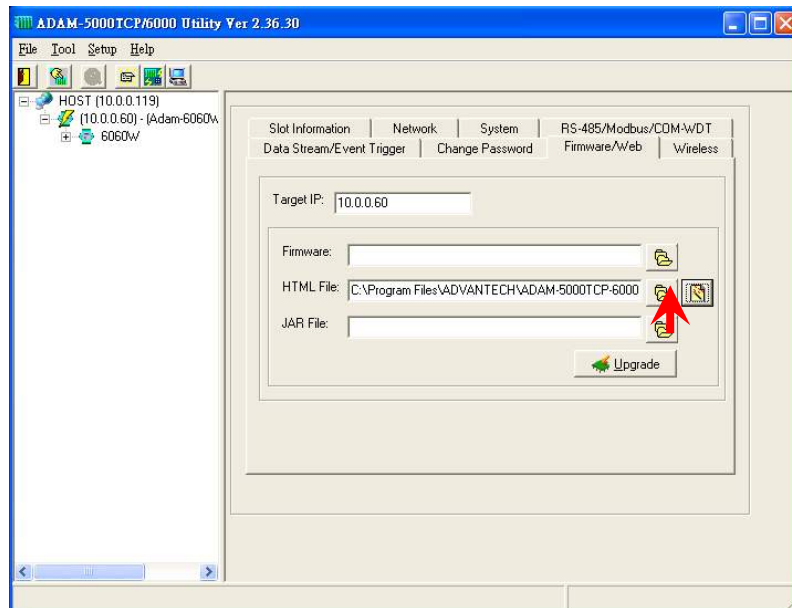 ADAM-5000TCP/6000 Utility Ver 2.36.30
File Tool Setup Help
HOST (10.0.0.119)
(10.0.0.60) - (Adam-6060W
6060W
Slot Information Network System RS-485/Modbus/COM-WDT
Data Stream/Event Trigger Change Password Firmware/Web Wireless
Target IP: 10.0.0.60
Firmware:
HTML File: C:\Program Files\ADVANTECH\ADAM-5000TCP-6000
JAR File:
Upgrade